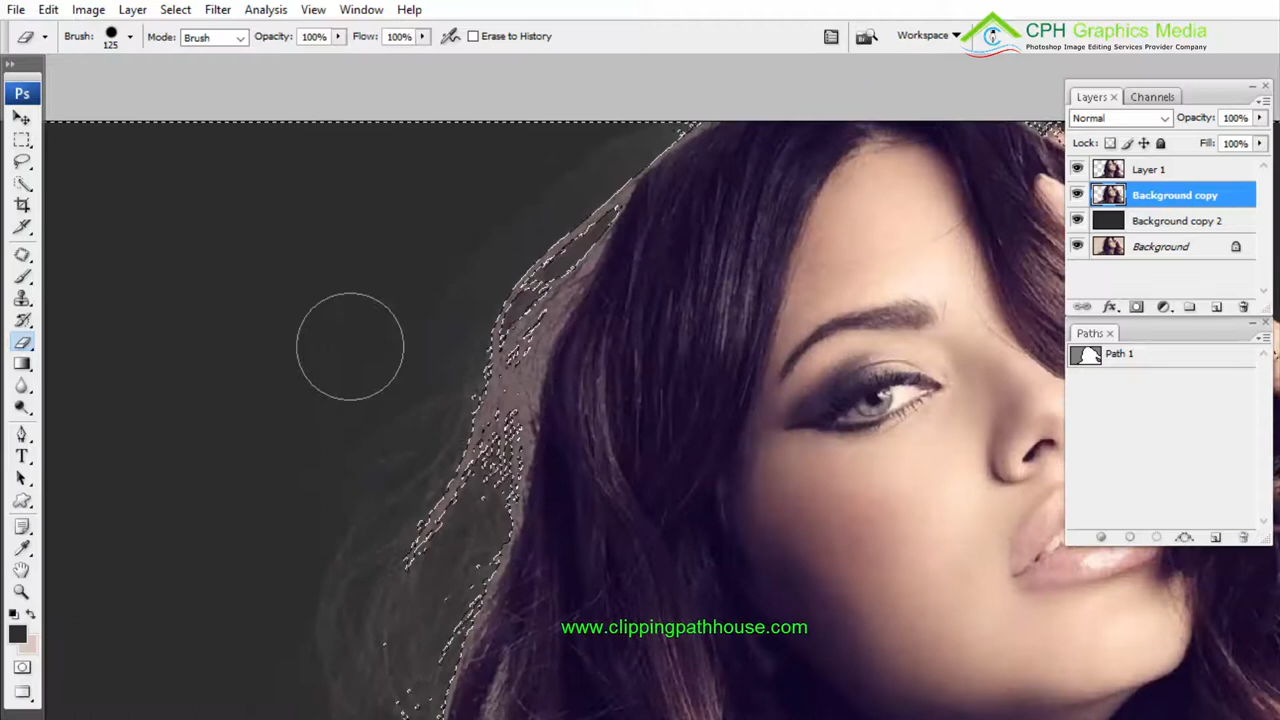 File Edit Image Layer Select Filter Analysis View Window Help
Brush: 125 Mode: Brush Opacity: 100% Flow: 100% Erase to History Workspace
CPH Graphics Media
Photoshop Image Editing Services Provider Company
Ps
Layers Channels
Normal Opacity: 100%
Lock: Fill: 100%
Layer 1
Background copy
Background copy 2
Background
Paths
Path 1
T
www.clippingpathhouse.com